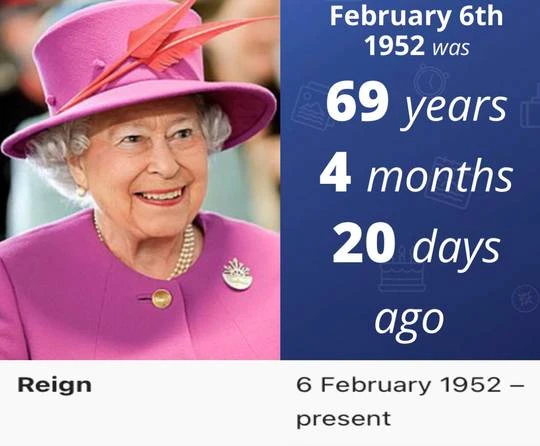 February 6th
1952 was
69 years
4 months
20 days
ago
Reign
6 February 1952 –
present